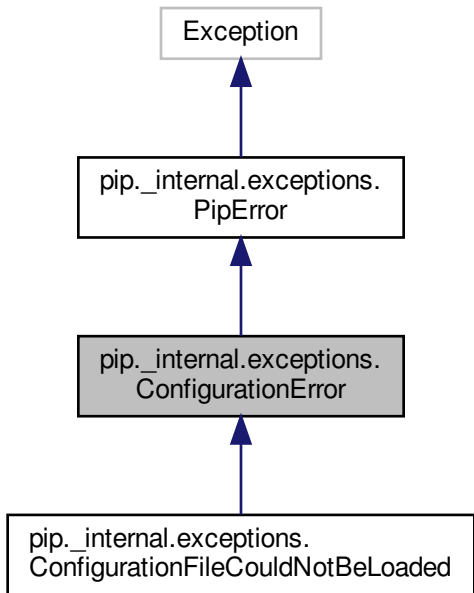 Exception
pip._internal.exceptions.
PipError
pip._internal.exceptions.
ConfigurationError
pip._internal.exceptions.
ConfigurationFileCouldNotBeLoaded